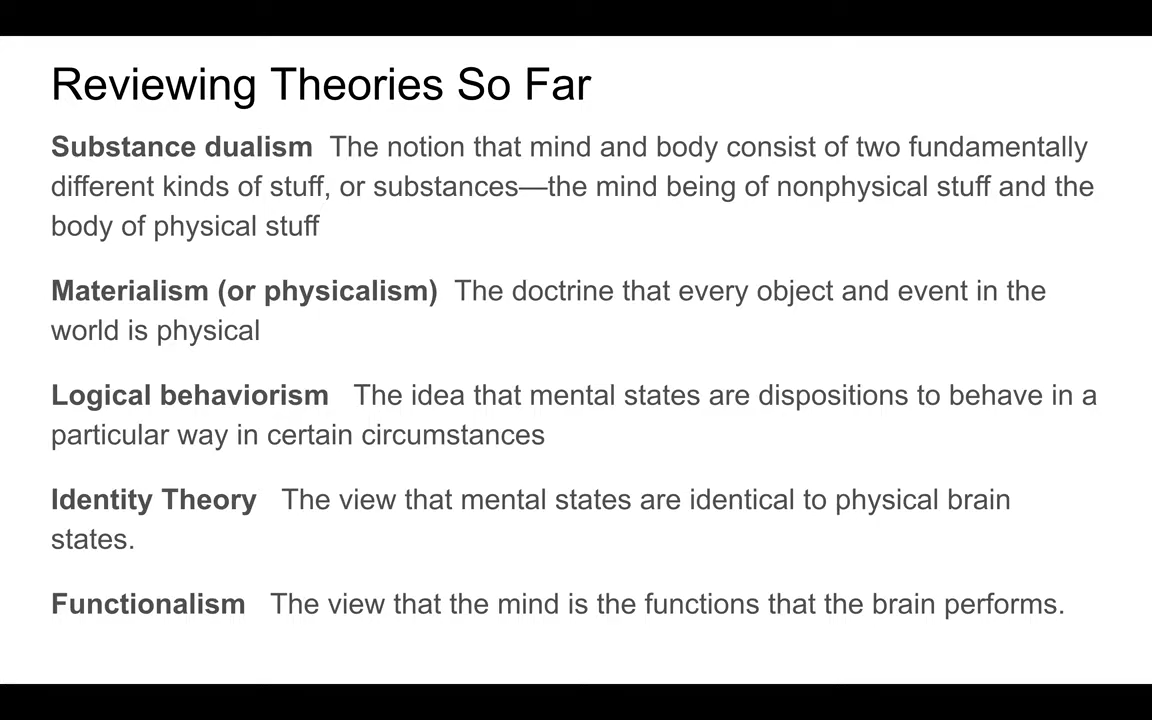 Reviewing Theories So Far
Substance dualism The notion that mind and body consist of two fundamentally
different kinds of stuff, or substances—the mind being of nonphysical stuff and the
body of physical stuff
Materialism (or physicalism) The doctrine that every object and event in the
world is physical
Logical behaviorism The idea that mental states are dispositions to behave in a
particular way in certain circumstances
Identity Theory The view that mental states are identical to physical brain
states.
Functionalism The view that the mind is the functions that the brain performs.